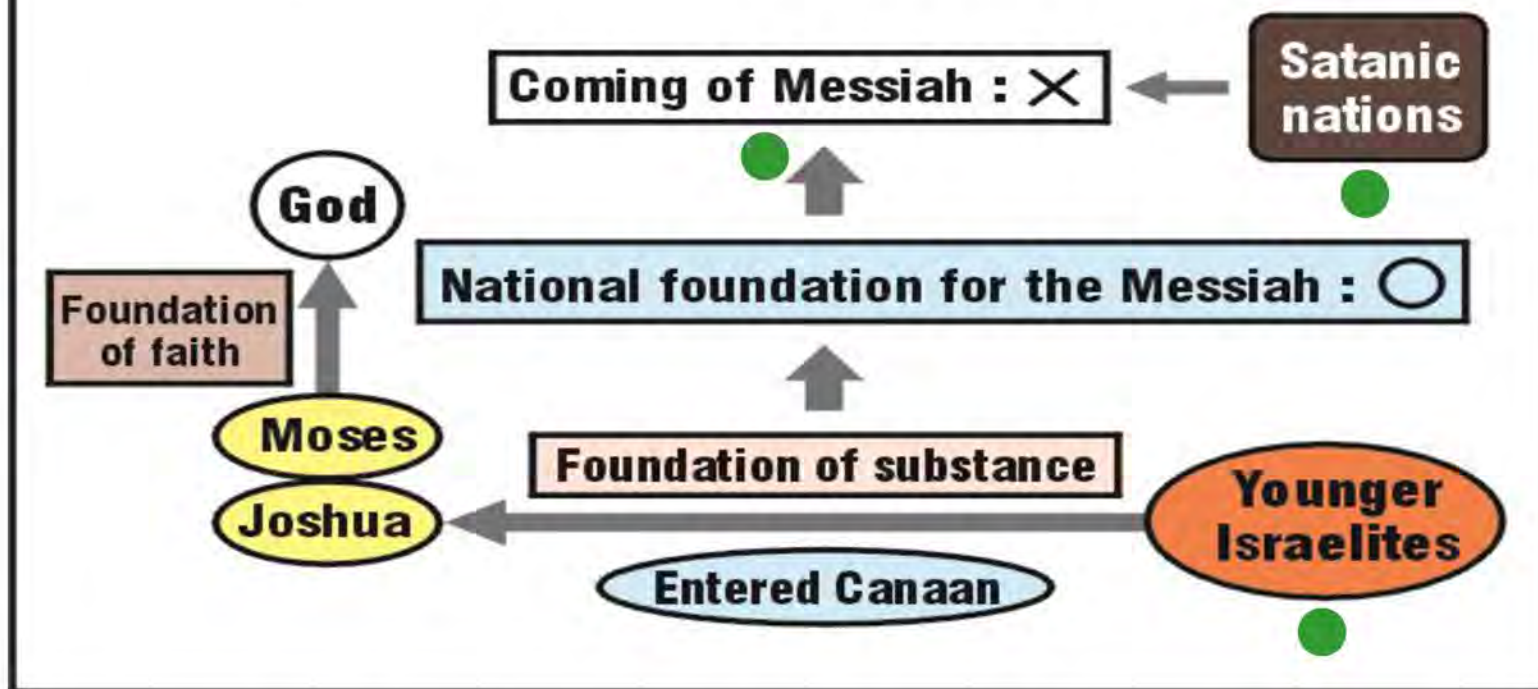 Coming of Messiah : ×
Satanic
nations
God
National foundation for the Messiah : ○
Foundation
of faith
Moses
Foundation of substance
Joshua
Younger
Israelites
Entered Canaan